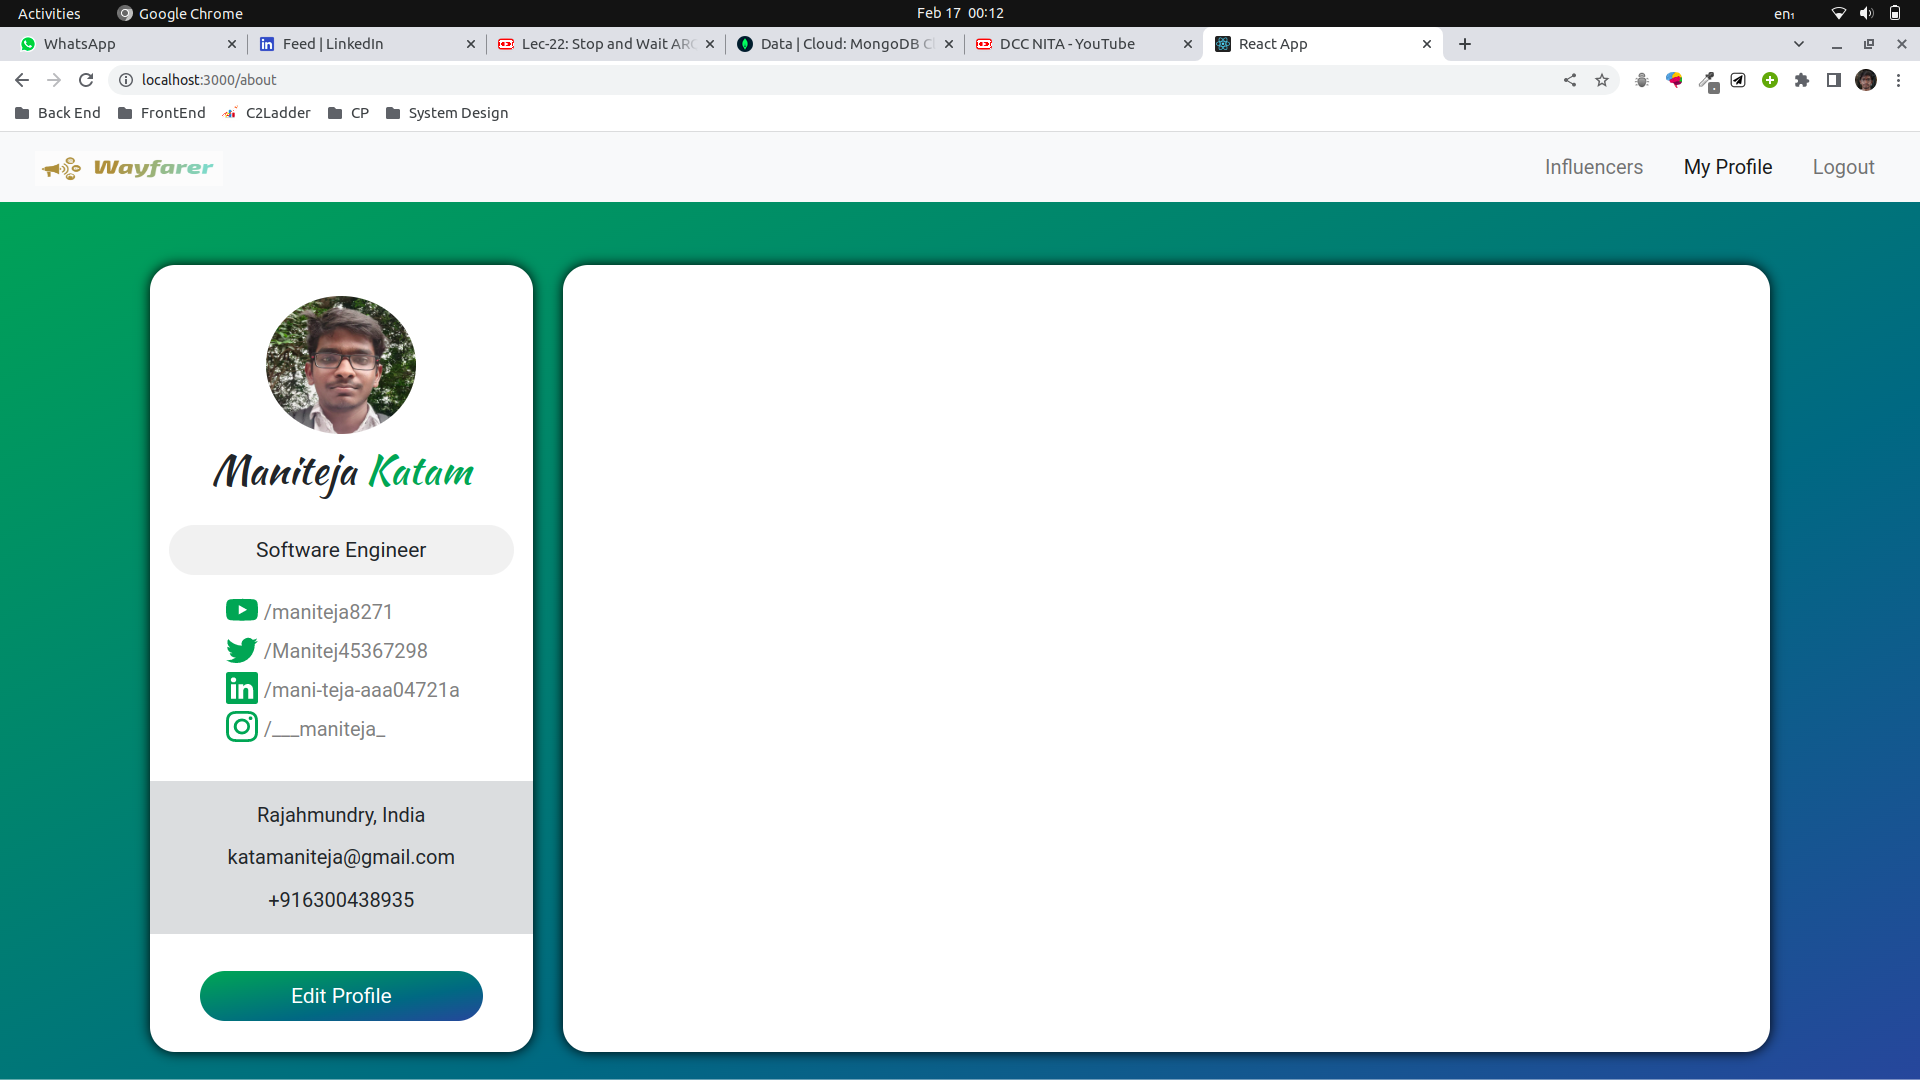 Activities Google Chrome Feb 17 00:12 en₁
WhatsApp Feed | LinkedIn Lec-22: Stop and Wait ARQ Data | Cloud: MongoDB Cl DCC NITA - YouTube React App
localhost:3000/about
Back End FrontEnd C2Ladder CP System Design
Wayfarer Influencers My Profile Logout
Maniteja Katam
Software Engineer
/maniteja8271
/Manitej45367298
/mani-teja-aaa04721a
/___maniteja_
Rajahmundry, India
katamaniteja@gmail.com
+916300438935
Edit Profile